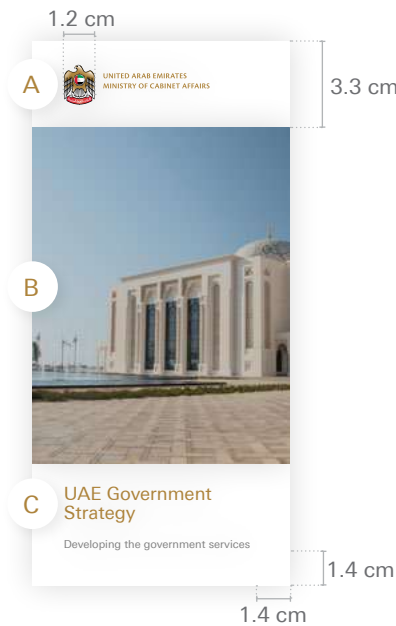 1.2 cm
A
UNITED ARAB EMIRATES
MINISTRY OF CABINET AFFAIRS
3.3 cm
B
C
UAE Government
Strategy
Developing the government services
1.4 cm
1.4 cm